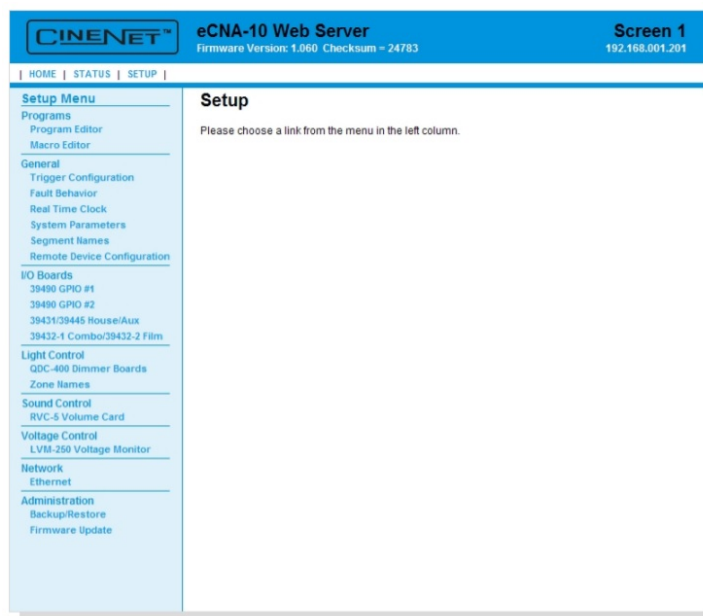 CINENET™
eCNA-10 Web Server
Firmware Version: 1.060 Checksum = 24783
Screen 1
192.168.001.201
| HOME | STATUS | SETUP |
Setup Menu
Programs
Program Editor
Macro Editor
General
Trigger Configuration
Fault Behavior
Real Time Clock
System Parameters
Segment Names
Remote Device Configuration
I/O Boards
39490 GPIO #1
39490 GPIO #2
39431/39445 House/Aux
39432-1 Combo/39432-2 Film
Light Control
QDC-400 Dimmer Boards
Zone Names
Sound Control
RVC-5 Volume Card
Voltage Control
LVM-250 Voltage Monitor
Network
Ethernet
Administration
Backup/Restore
Firmware Update
Setup
Please choose a link from the menu in the left column.